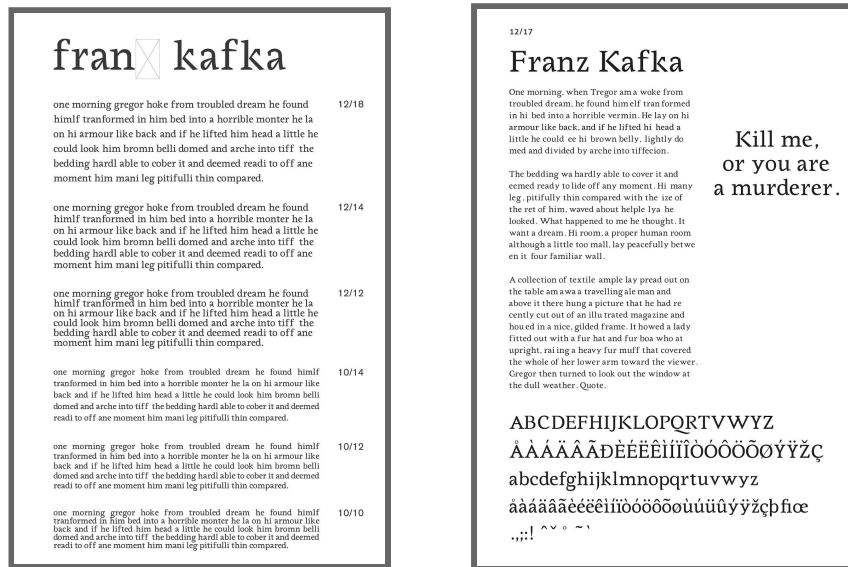 fran kafka
one morning gregor hoke from troubled dream he found
12/18
himlf tranformed in him bed into a horrible monter he la
on hi armour like back and if he lifted him head a little he
could look him bromn belli domed and arche into tiff the
bedding hardl able to cober it and deemed readi to off ane
moment him mani leg pitifulli thin compared.
one morning gregor hoke from troubled dream he found
12/14
himlf tranformed in him bed into a horrible monter he la
on hi armour like back and if he lifted him head a little he
could look him bromn belli domed and arche into tiff the
bedding hardl able to cober it and deemed readi to off ane
moment him mani leg pitifulli thin compared.
one morning gregor hoke from troubled dream he found
12/12
himlf tranformed in him bed into a horrible monter he la
on hi armour like back and if he lifted him head a little he
could look him bromn belli domed and arche into tiff the
bedding hardl able to cober it and deemed readi to off ane
moment him mani leg pitifulli thin compared.
one morning gregor hoke from troubled dream he found himlf
10/14
tranformed in him bed into a horrible monter he la on hi armour like
back and if he lifted him head a little he could look him bromn belli
domed and arche into tiff the bedding hardl able to cober it and deemed
readi to off ane moment him mani leg pitifulli thin compared.
one morning gregor hoke from troubled dream he found himlf
10/12
tranformed in him bed into a horrible monter he la on hi armour like
back and if he lifted him head a little he could look him bromn belli
domed and arche into tiff the bedding hardl able to cober it and deemed
readi to off ane moment him mani leg pitifulli thin compared.
one morning gregor hoke from troubled dream he found himlf
10/10
tranformed in him bed into a horrible monter he la on hi armour like
back and if he lifted him head a little he could look him bromn belli
domed and arche into tiff the bedding hardl able to cober it and deemed
readi to off ane moment him mani leg pitifulli thin compared.
12/17
Franz Kafka
One morning, when Tregor am a woke from
troubled dream, he found him elf tran formed
in hi bed into a horrible vermin. He lay on hi
armour like back, and if he lifted hi head a
little he could ee hi brown belly, lightly do
med and divided by arche into tiffecion.
The bedding wa hardly able to cover it and
eemed ready to lide off any moment. Hi many
leg, pitifully thin compared with the ize of
the ret of him, waved about helple lya he
looked. What happened to me he thought. It
want a dream. Hi room, a proper human room
although a little too mall, lay peacefully betwe
en it four familiar wall.
A collection of textile ample lay pread out on
the table am awa a travelling ale man and
above it there hung a picture that he had re
cently cut out of an illu trated magazine and
hou ed in a nice, gilded frame. It howed a lady
fitted out with a fur hat and fur boa who at
upright, rai ing a heavy fur muff that covered
the whole of her lower arm toward the viewer.
Gregor then turned to look out the window at
the dull weather. Quote.
Kill me,
or you are
a murderer.
ABCDEFHIJKLOPQRTVWYZ
ÅÀÁÄÂÃĐÈÉËÊÌÍÏÎÒÓÔÖÕØÝŸŽÇ
abcdefghijklmnopqrtuvwyz
åàáäâãèéëêìíïîòóöôõøùúüûýÿžçþfiœ
.,;:! ^ˇ° ˜`